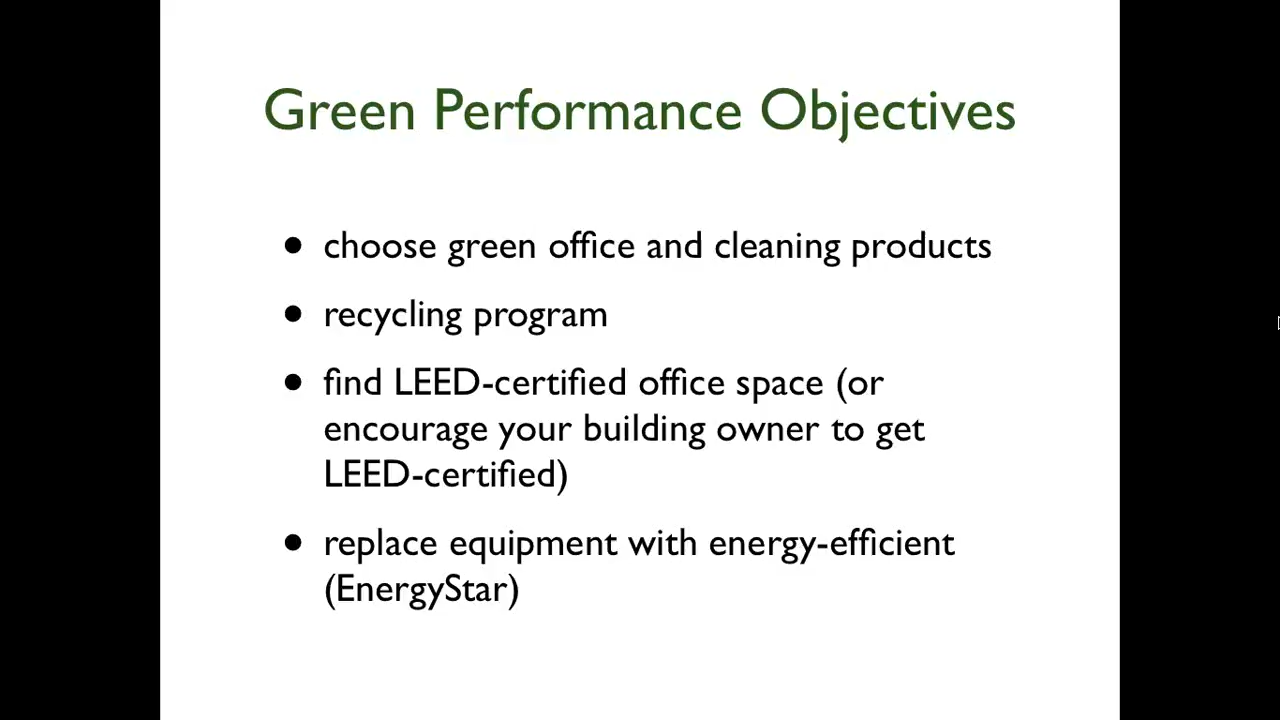 Green Performance Objectives
• choose green office and cleaning products
• recycling program
• find LEED-certified office space (or
encourage your building owner to get
LEED-certified)
• replace equipment with energy-efficient
(EnergyStar)